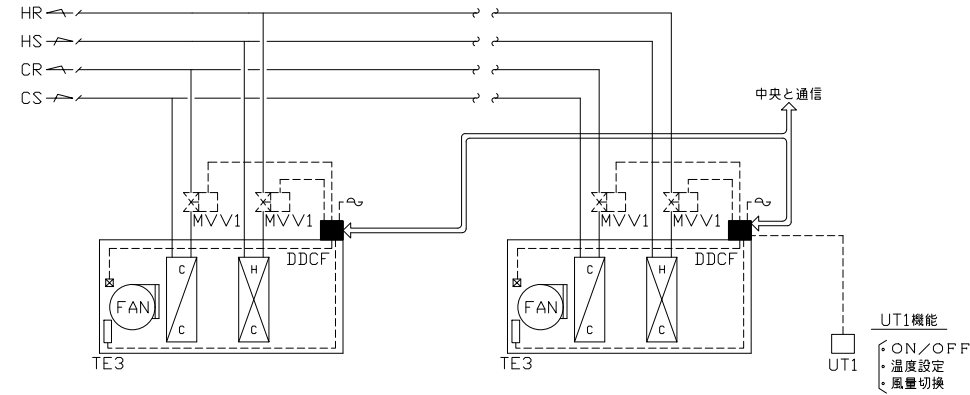 HR
HS
CR
CS
中央と通信
MVV1 MVV1 MVV1 MVV1
DDCF DDCF
C H C H
FAN FAN
C C C C
TE3 TE3 UT1
UT1機能
・ON/OFF
・温度設定
・風量切換